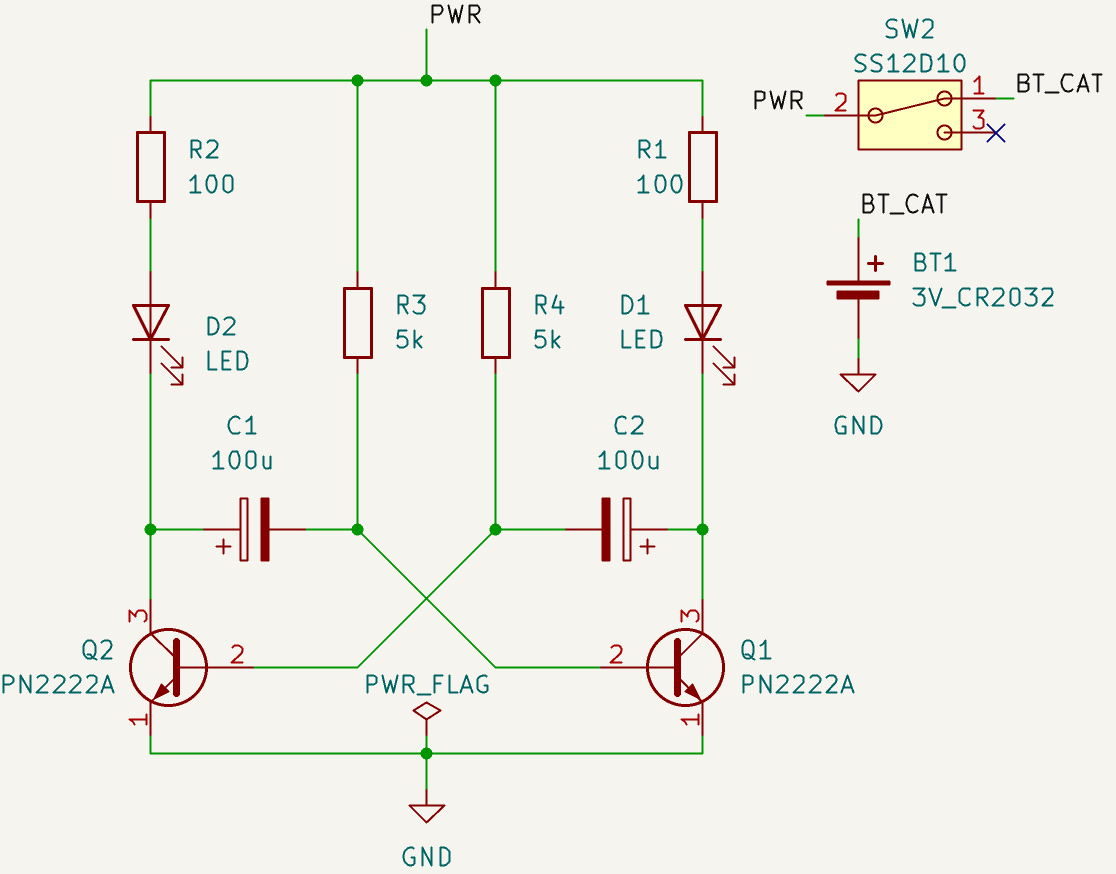 PWR
SW2
SS12D10
PWR
2
1
BT_CAT
3
R2
100
R1
100
BT_CAT
+
BT1
3V_CR2032
R3
5k
R4
5k
D1
LED
D2
LED
GND
C1
100u
C2
100u
+
+
3
3
Q2
PN2222A
2
2
Q1
PN2222A
PWR_FLAG
1
1
GND